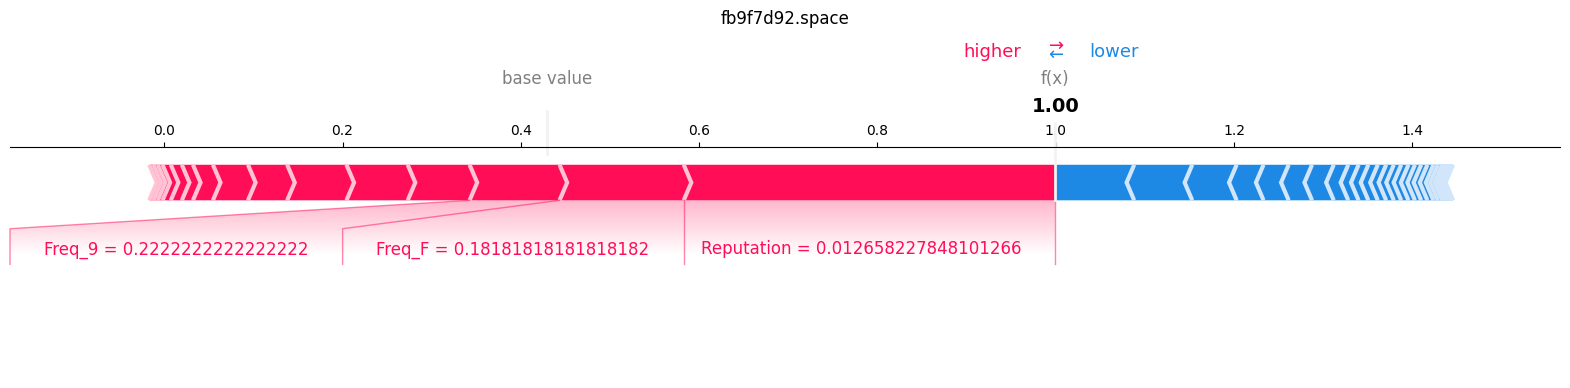 fb9f7d92.space
higher → ← lower
base value f(x)
1.00
0.0 0.2 0.4 0.6 0.8 1.0 1.2 1.4
Freq_9 = 0.2222222222222222 Freq_F = 0.18181818181818182 Reputation = 0.012658227848101266